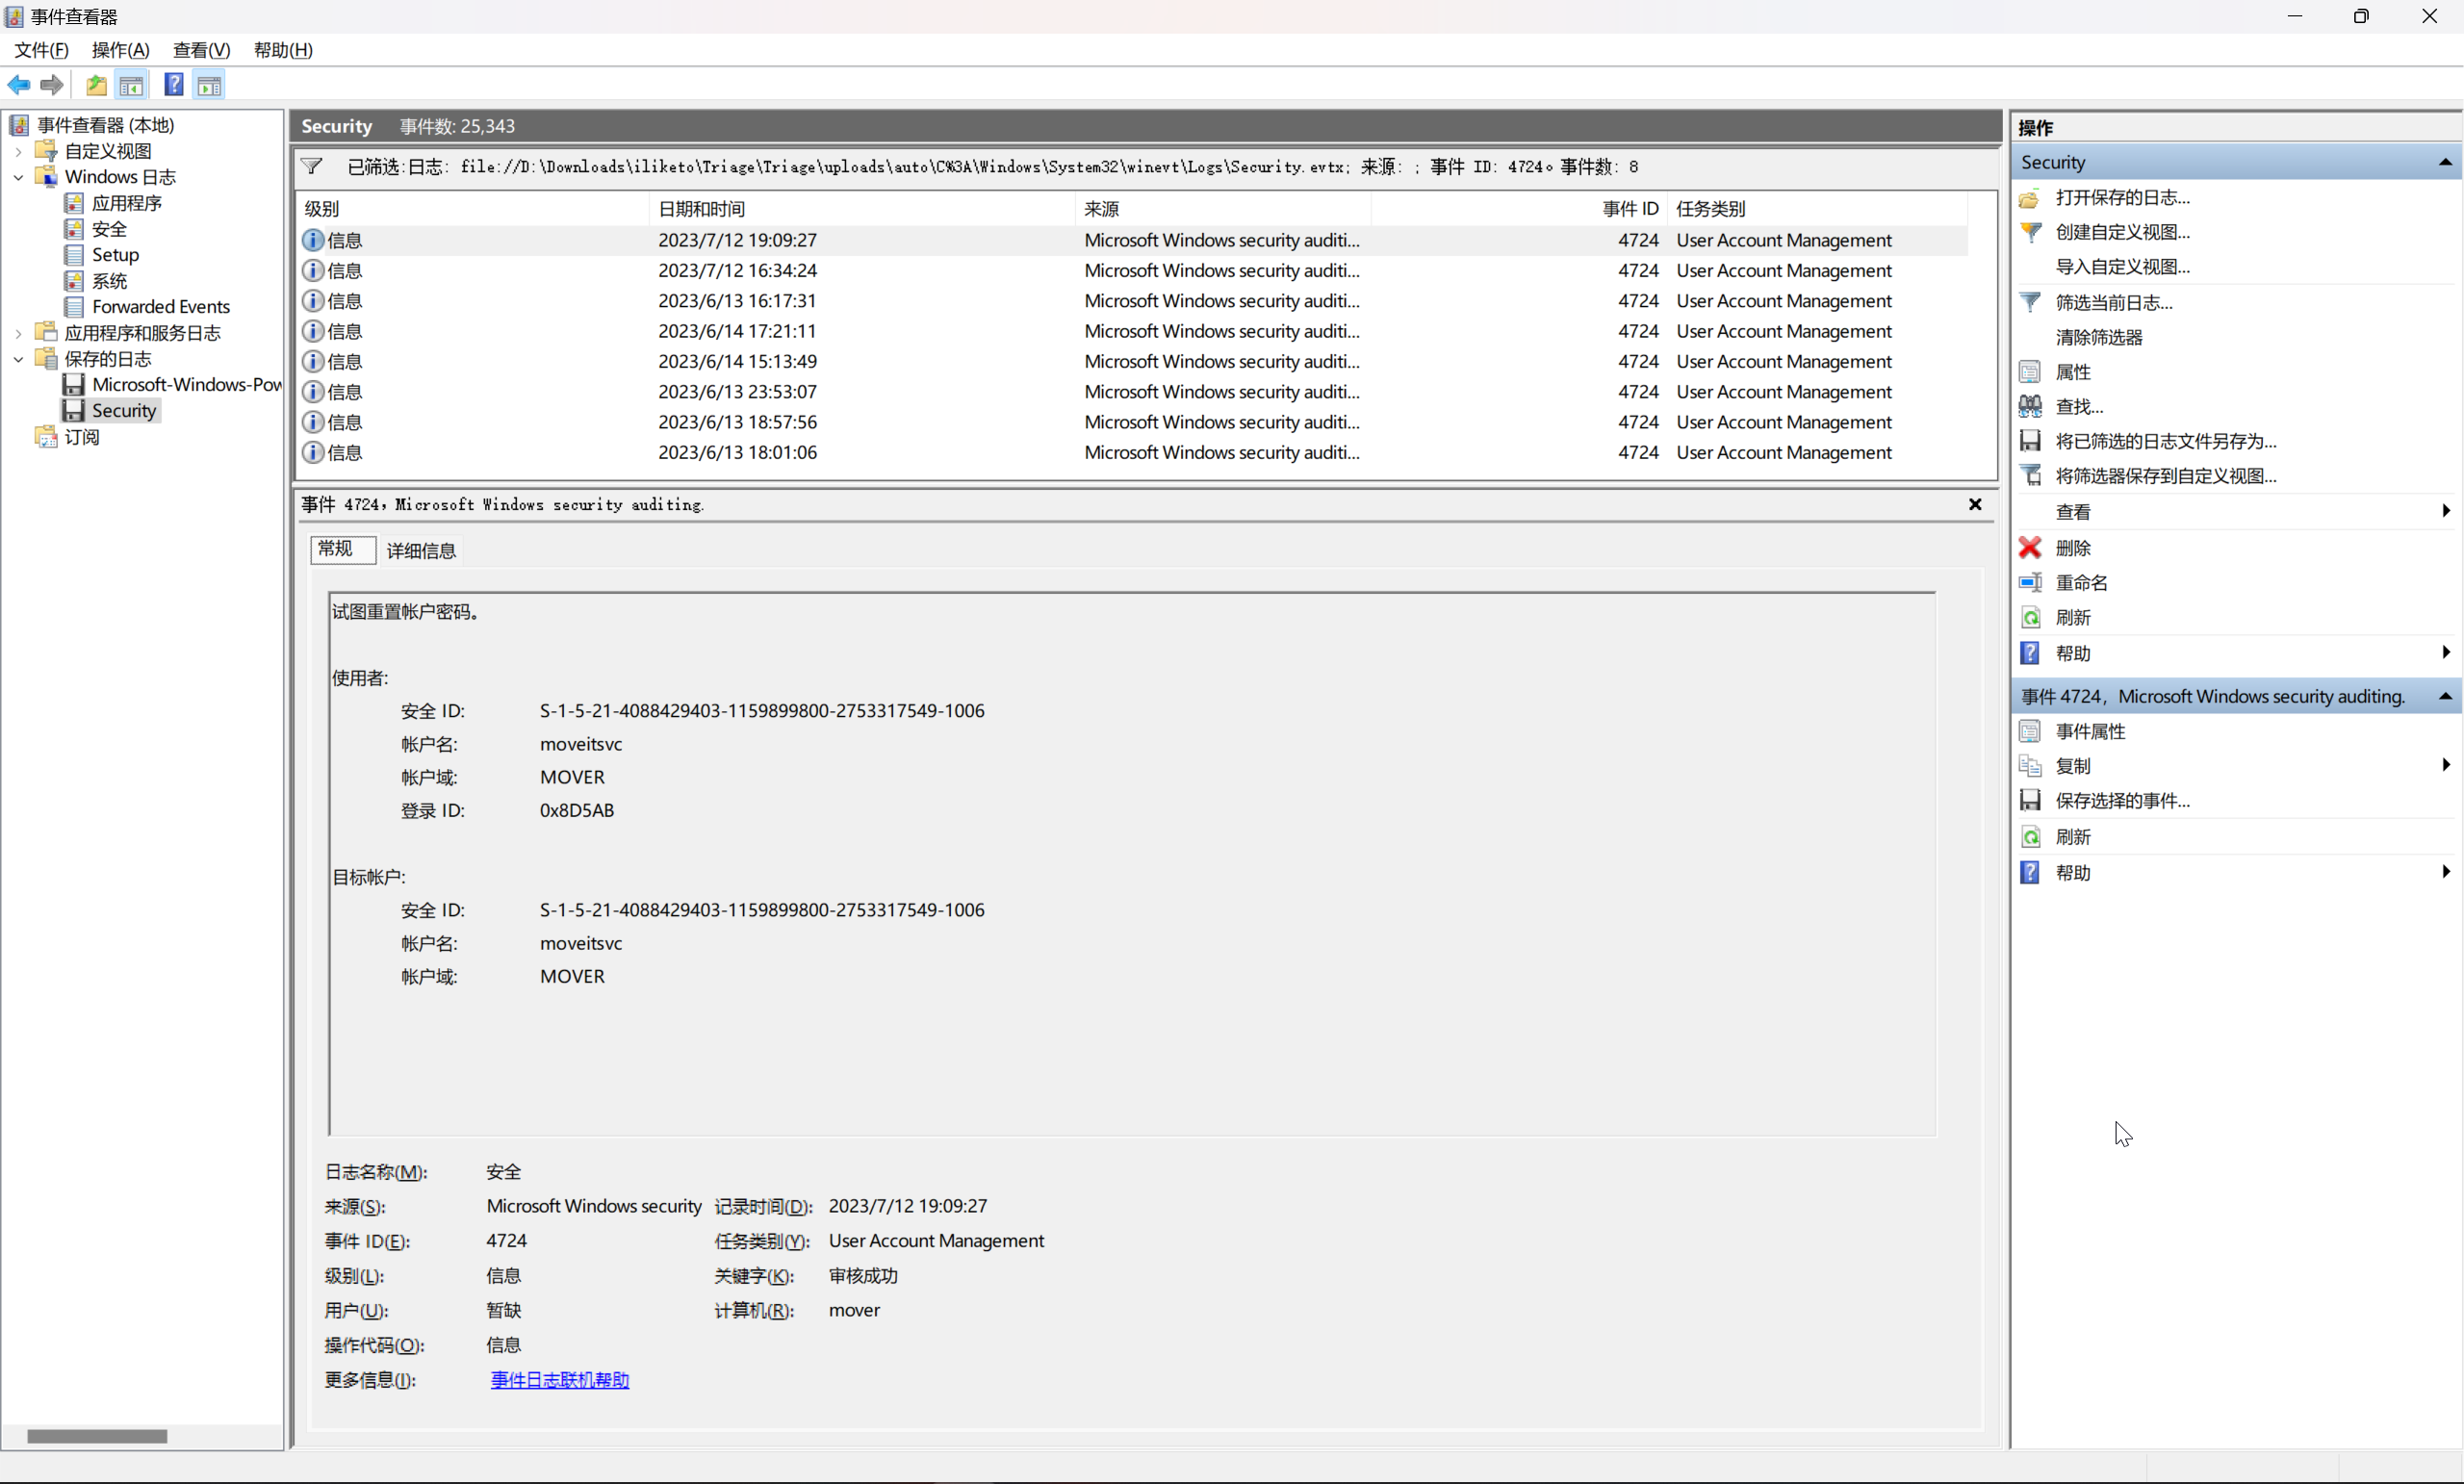 事件查看器
文件(F) 操作(A) 查看(V) 帮助(H)
事件查看器 (本地)
自定义视图
Windows 日志
应用程序
安全
Setup
系统
Forwarded Events
应用程序和服务日志
保存的日志
Microsoft-Windows-Pow
Security
订阅
Security 事件数: 25,343
已筛选:日志: file://D:\Downloads\iliketo\Triage\Triage\uploads\auto\C%3A\Windows\System32\winevt\Logs\Security.evtx; 来源: ; 事件 ID: 4724。事件数: 8
级别 日期和时间 来源 事件 ID 任务类别
信息 2023/7/12 19:09:27 Microsoft Windows security auditi... 4724 User Account Management
信息 2023/7/12 16:34:24 Microsoft Windows security auditi... 4724 User Account Management
信息 2023/6/13 16:17:31 Microsoft Windows security auditi... 4724 User Account Management
信息 2023/6/14 17:21:11 Microsoft Windows security auditi... 4724 User Account Management
信息 2023/6/14 15:13:49 Microsoft Windows security auditi... 4724 User Account Management
信息 2023/6/13 23:53:07 Microsoft Windows security auditi... 4724 User Account Management
信息 2023/6/13 18:57:56 Microsoft Windows security auditi... 4724 User Account Management
信息 2023/6/13 18:01:06 Microsoft Windows security auditi... 4724 User Account Management
事件 4724，Microsoft Windows security auditing.
常规 详细信息
试图重置帐户密码。
使用者:
安全 ID: S-1-5-21-4088429403-1159899800-2753317549-1006
帐户名: moveitsvc
帐户域: MOVER
登录 ID: 0x8D5AB
目标帐户:
安全 ID: S-1-5-21-4088429403-1159899800-2753317549-1006
帐户名: moveitsvc
帐户域: MOVER
日志名称(M): 安全
来源(S): Microsoft Windows security 记录时间(D): 2023/7/12 19:09:27
事件 ID(E): 4724 任务类别(Y): User Account Management
级别(L): 信息 关键字(K): 审核成功
用户(U): 暂缺 计算机(R): mover
操作代码(O): 信息
更多信息(I): 事件日志联机帮助
操作
Security
打开保存的日志...
创建自定义视图...
导入自定义视图...
筛选当前日志...
清除筛选器
属性
查找...
将已筛选的日志文件另存为...
将筛选器保存到自定义视图...
查看
删除
重命名
刷新
帮助
事件 4724，Microsoft Windows security auditing.
事件属性
复制
保存选择的事件...
刷新
帮助